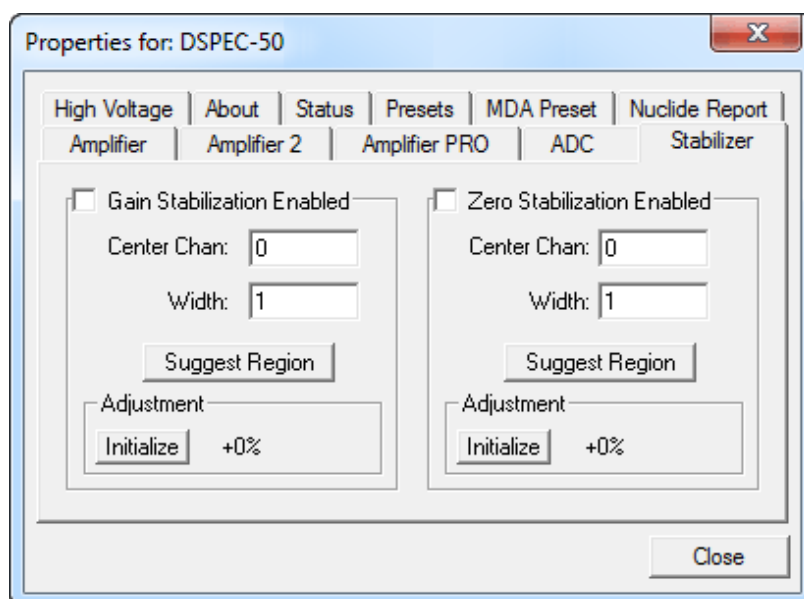 Properties for: DSPEC-50
High Voltage About Status Presets MDA Preset Nuclide Report
Amplifier Amplifier 2 Amplifier PRO ADC Stabilizer
Gain Stabilization Enabled
Center Chan: 0
Width: 1
Suggest Region
Adjustment
Initialize +0%
Zero Stabilization Enabled
Center Chan: 0
Width: 1
Suggest Region
Adjustment
Initialize +0%
Close